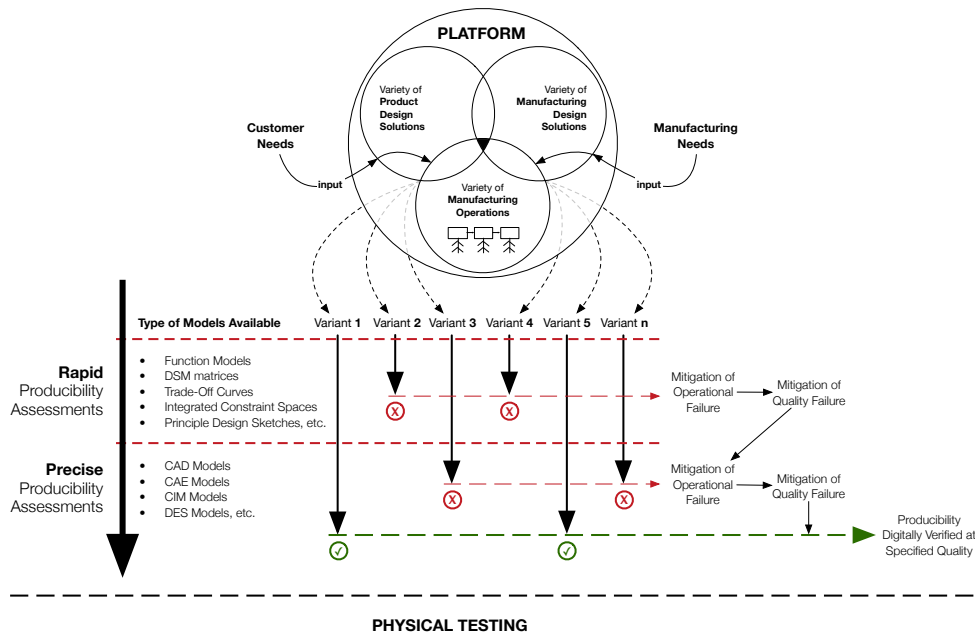 PLATFORM
Variety of
Product
Design
Solutions
Variety of
Manufacturing
Design
Solutions
Customer
Needs
Manufacturing
Needs
input
input
Variety of
Manufacturing
Operations
Type of Models Available
Variant 1
Variant 2
Variant 3
Variant 4
Variant 5
Variant n
Rapid
Producibility
Assessments
• Function Models
• DSM matrices
• Trade-Off Curves
• Integrated Constraint Spaces
• Principle Design Sketches, etc.
X
X
Mitigation of
Operational
Failure
Mitigation of
Quality Failure
Precise
Producibility
Assessments
• CAD Models
• CAE Models
• CIM Models
• DES Models, etc.
X
X
Mitigation of
Operational
Failure
Mitigation of
Quality Failure
✓
✓
Producibility
Digitally Verified at
Specified Quality
PHYSICAL TESTING